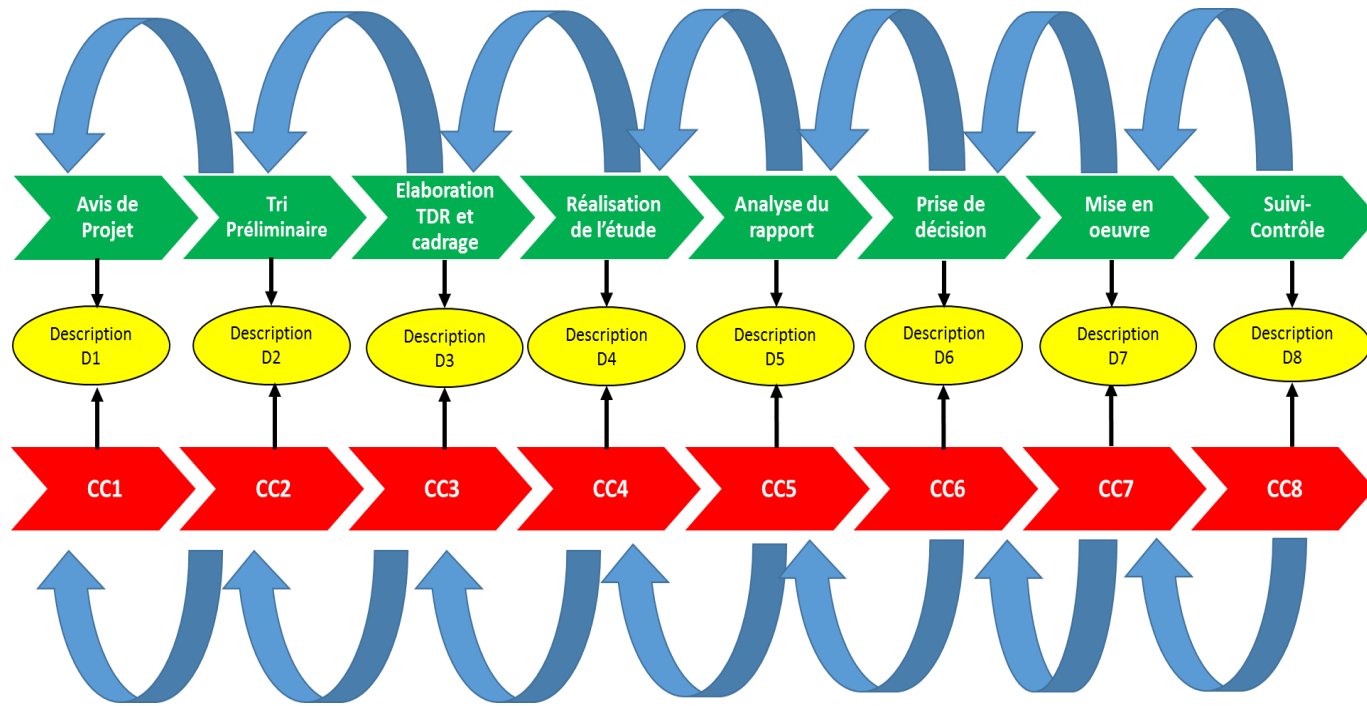 Avis de
Projet
Tri
Préliminaire
Elaboration
TDR et
cadrage
Réalisation
de l'étude
Analyse du
rapport
Prise de
décision
Mise en
oeuvre
Suivi-
Contrôle
Description
D1
Description
D2
Description
D3
Description
D4
Description
D5
Description
D6
Description
D7
Description
D8
CC1
CC2
CC3
CC4
CC5
CC6
CC7
CC8